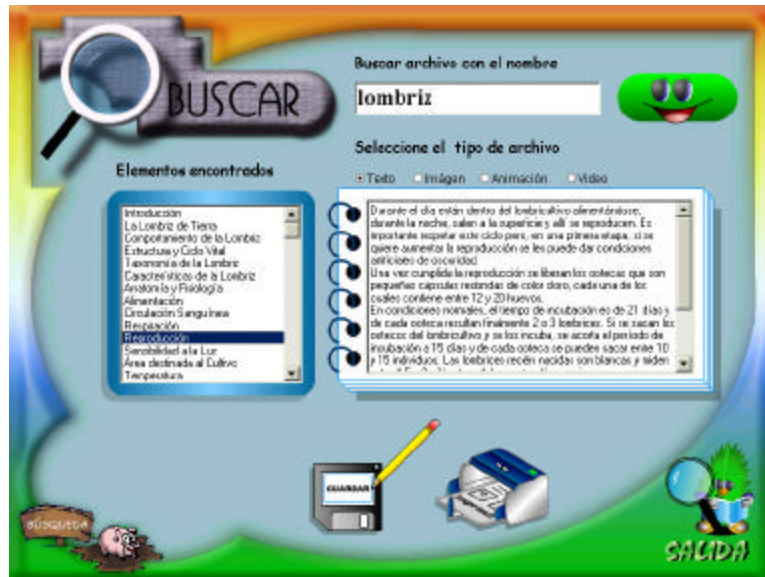 BUSCAR
Buscar archivo con el nombre
lombriz
Seleccione el tipo de archivo
Texto Imágen Animación Video
Elementos encontrados
Introducción
La Lombriz de Tierra
Comportamiento de la Lombriz
Estructura y Ciclo Vital
Taxonomía de la Lombriz
Características de la Lombriz
Anatomía y Fisiología
Alimentación
Circulación Sanguínea
Respiración
Reproducción
Sensibilidad a la Luz
Área destinada al Cultivo
Temperatura
Durante el día están dentro del lombricultivo alimentándose,
durante la noche, salen a la superficie y allí se reproducen. Es
importante respetar este ciclo pero, en una primera etapa, si se
quiere aumentar la reproducción se les puede dar condiciones
artificiales de oscuridad.
Una vez cumplida la reproducción se liberan los ootecas que son
pequeñas cápsulas redondas de color claro, cada una de los
cuales contiene entre 12 y 20 huevos.
En condiciones normales, el tiempo de incubación es de 21 días y
de cada ooteca resultan finalmente 2 o 3 lombrices. Si se sacan los
ootecos del lombricultivo y se los incuba, se acorta el período de
incubación a 15 días y de cada ooteca se pueden sacar entre 10
y 15 individuos. Las lombrices recién nacidas son blancas y miden
GUARDAR
BÚSQUEDA
SALIDA